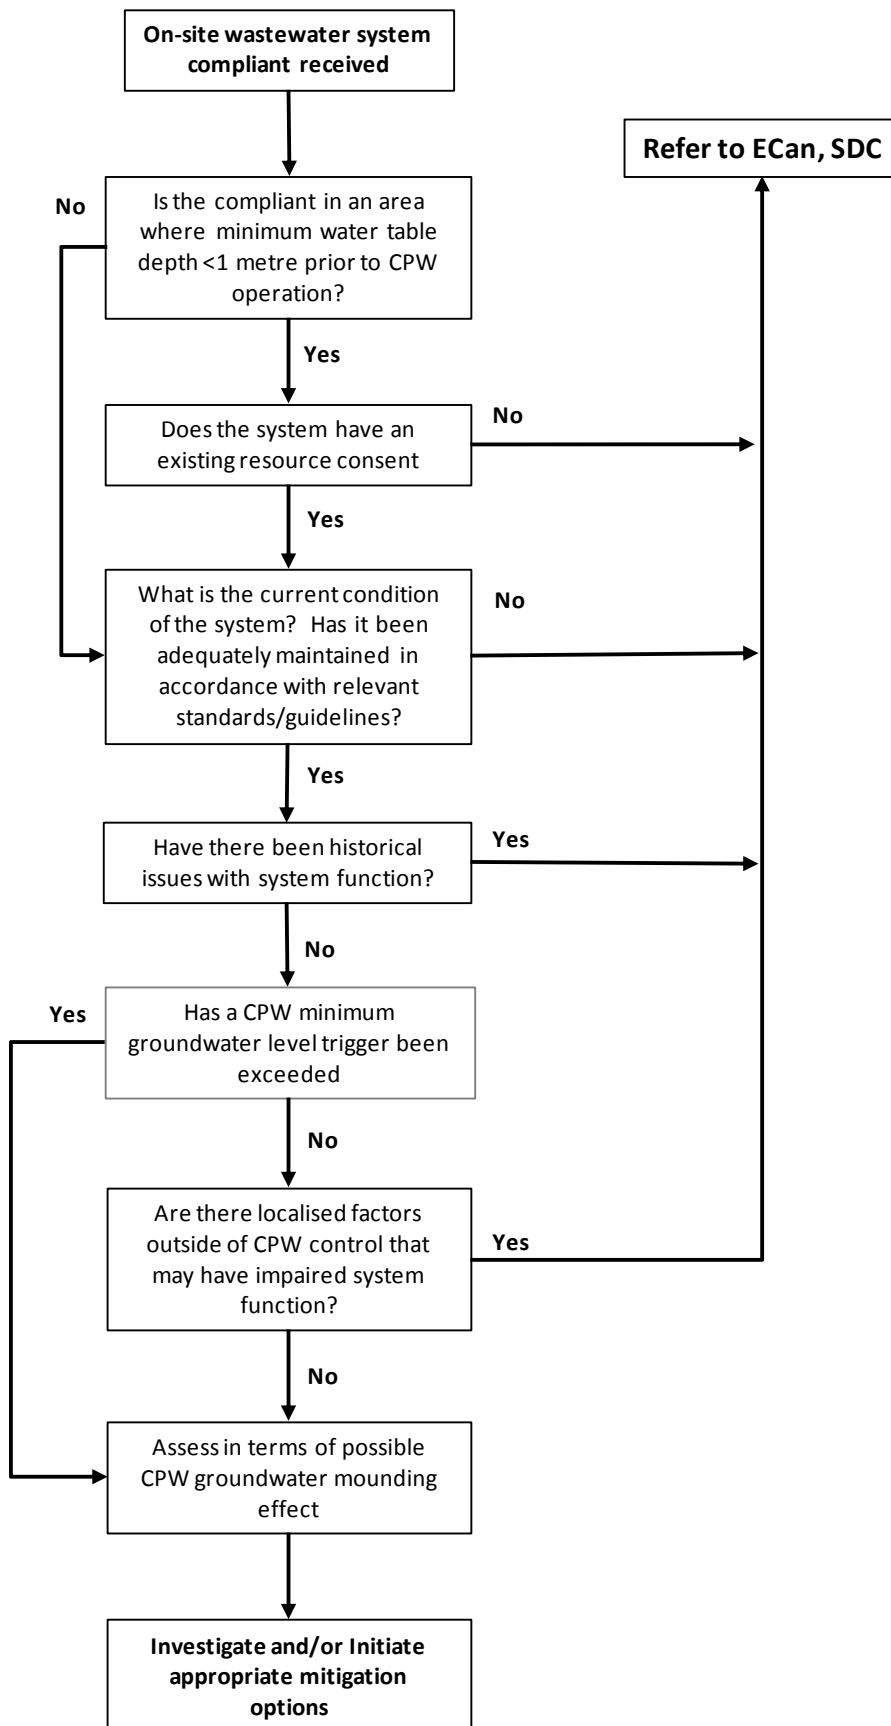 On-site wastewater system
compliant received
Refer to ECan, SDC
No
Is the compliant in an area
where minimum water table
depth <1 metre prior to CPW
operation?
Yes
Does the system have an
existing resource consent
No
Yes
What is the current condition
of the system? Has it been
adequately maintained in
accordance with relevant
standards/guidelines?
No
Yes
Have there been historical
issues with system function?
Yes
No
Yes
Has a CPW minimum
groundwater level trigger been
exceeded
No
Are there localised factors
outside of CPW control that
may have impaired system
function?
Yes
No
Assess in terms of possible
CPW groundwater mounding
effect
Investigate and/or Initiate
appropriate mitigation
options